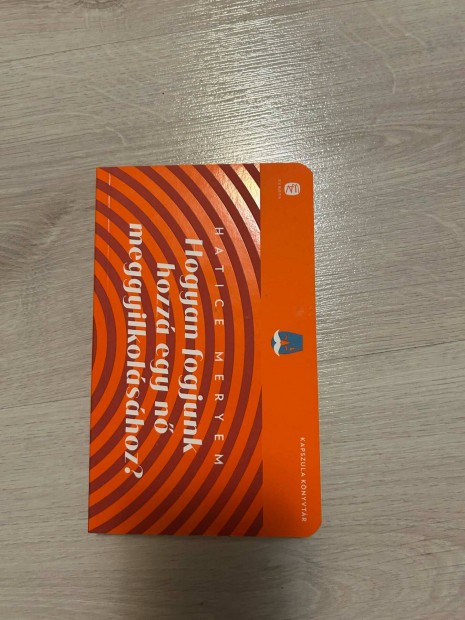 KAPSZULA KÖNYVTÁR
HATICE MERYEM
Hogyan fogjunk
hozzá egy nő
meggyilkolásához?